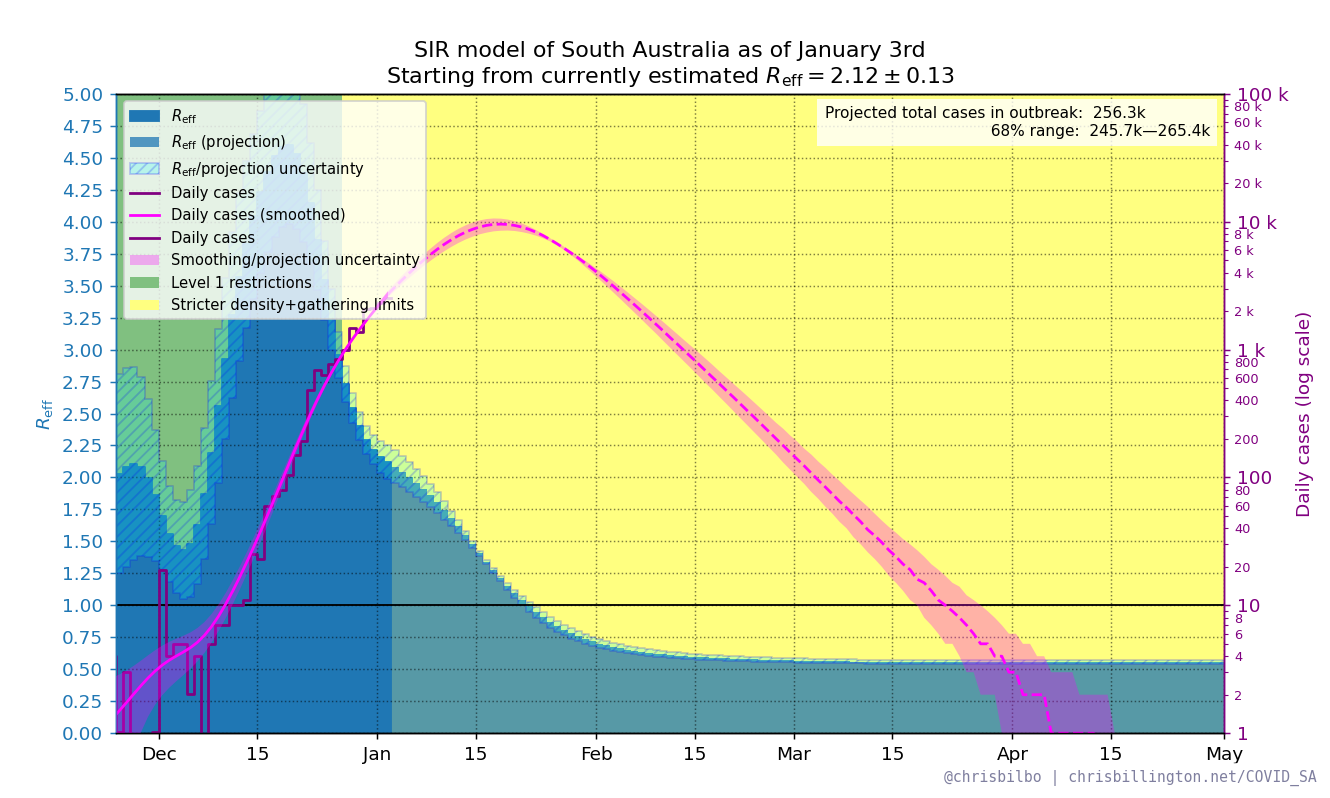 SIR model of South Australia as of January 3rd
Starting from currently estimated R_eff = 2.12 ± 0.13
Projected total cases in outbreak: 256.3k
68% range: 245.7k—265.4k
R_eff
R_eff (projection)
R_eff/projection uncertainty
Daily cases
Daily cases (smoothed)
Daily cases
Smoothing/projection uncertainty
Level 1 restrictions
Stricter density+gathering limits
R_eff
5.00
4.75
4.50
4.25
4.00
3.75
3.50
3.25
3.00
2.75
2.50
2.25
2.00
1.75
1.50
1.25
1.00
0.75
0.50
0.25
0.00
100 k
80 k
60 k
40 k
20 k
10 k
8 k
6 k
4 k
2 k
1 k
800
600
400
200
100
80
60
40
20
10
8
6
4
2
1
Daily cases (log scale)
Dec 15 Jan 15 Feb 15 Mar 15 Apr 15 May
@chrisbilbo | chrisbillington.net/COVID_SA